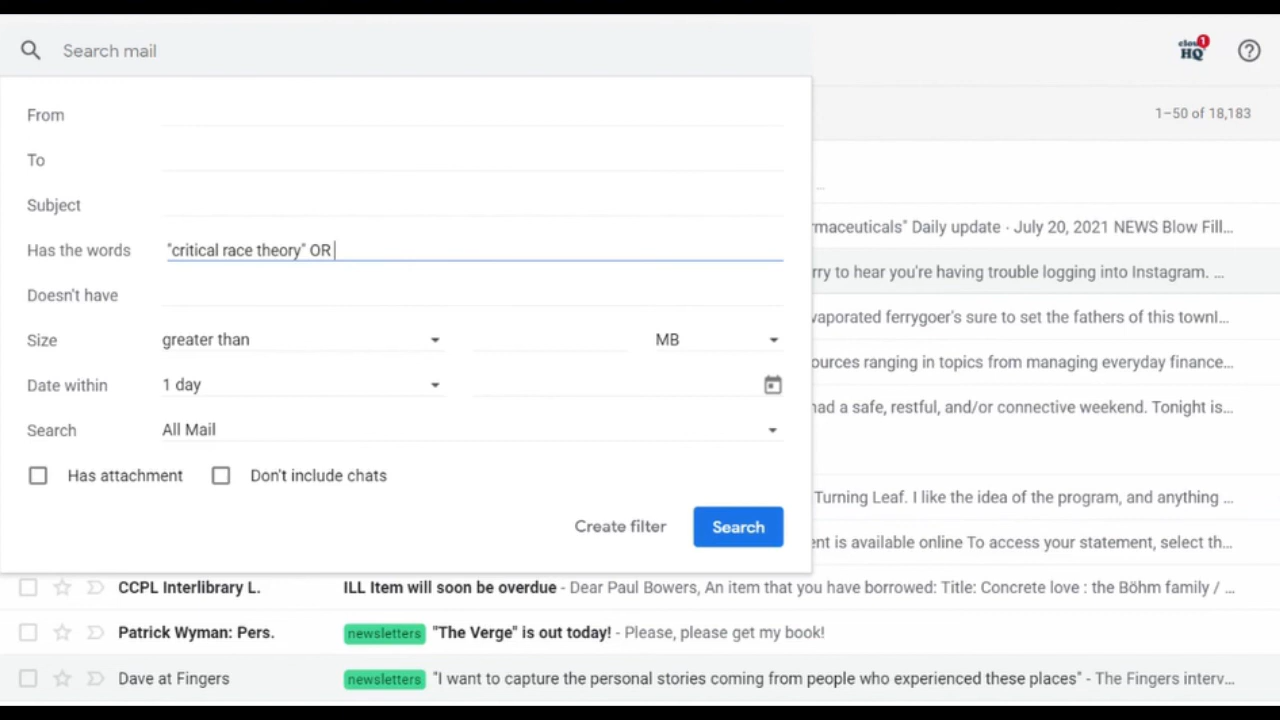 Search mail
clou HQ 1
1–50 of 18,183
From
To
...
Subject
rmaceuticals" Daily update · July 20, 2021 NEWS Blow Fill...
Has the words "critical race theory" OR
rry to hear you're having trouble logging into Instagram. ...
Doesn't have
vaporated ferrygoer's sure to set the fathers of this townI...
Size greater than MB
ources ranging in topics from managing everyday finance...
Date within 1 day
had a safe, restful, and/or connective weekend. Tonight is...
Search All Mail
Has attachment Don't include chats
Turning Leaf. I like the idea of the program, and anything ...
Create filter Search
ent is available online To access your statement, select th...
CCPL Interlibrary L. ILL Item will soon be overdue - Dear Paul Bowers, An item that you have borrowed: Title: Concrete love : the Böhm family / ...
Patrick Wyman: Pers. newsletters "The Verge" is out today! - Please, please get my book!
Dave at Fingers newsletters "I want to capture the personal stories coming from people who experienced these places" - The Fingers interv...